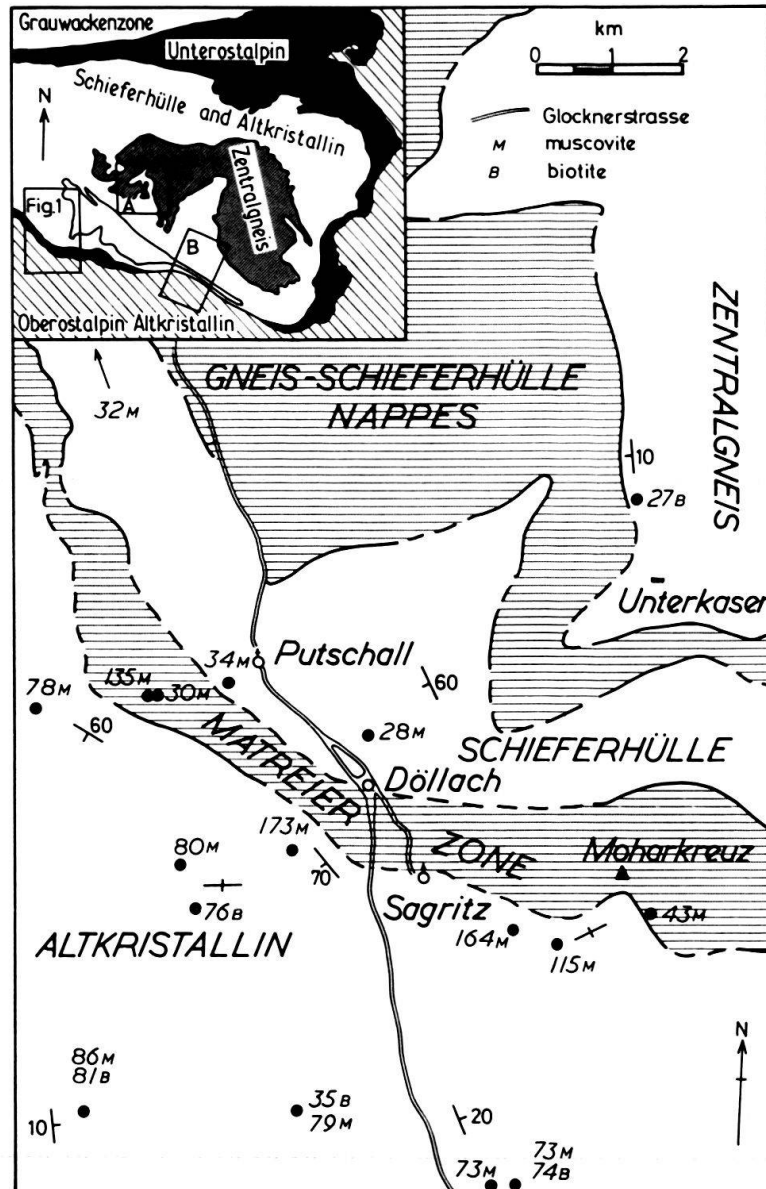 Grauwackenzone
Unterostalpin
Schieferhülle and Altkristallin
N
Zentralgneis
Fig.1
A
B
Oberostalpin Altkristallin
km
0 1 2
Glocknerstrasse
M muscovite
B biotite
32M
GNEIS-SCHIEFERHÜLLE
NAPPES
ZENTRALGNEIS
10
27B
Unterkaser
Putschall
34M
135M
30M
78M
60
60
28M
SCHIEFERHÜLLE
MATREIER
ZONE
Döllach
173M
80M
70
Moharkreuz
76B
Sagritz
43M
164M
115M
ALTKRISTALLIN
N
86M
81B
35B
79M
10
20
73M
74B
73M